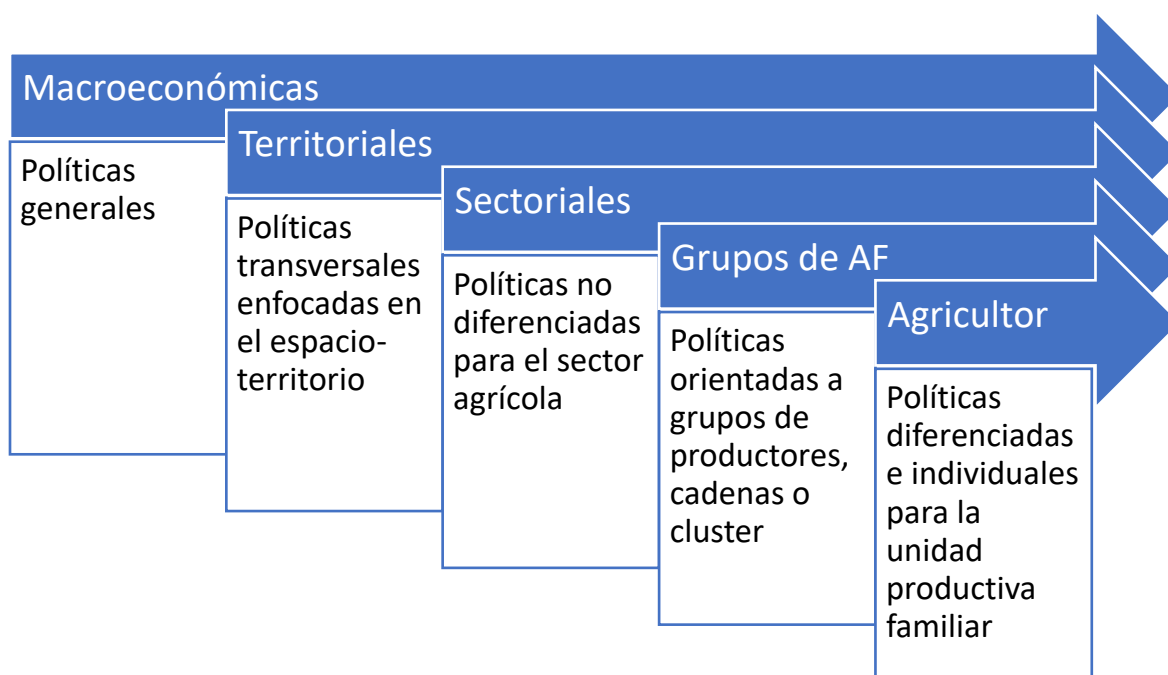 Macroeconómicas
Políticas
generales
Territoriales
Políticas
transversales
enfocadas en
el espacio-
territorio
Sectoriales
Políticas no
diferenciadas
para el sector
agrícola
Grupos de AF
Políticas
orientadas a
grupos de
productores,
cadenas o
cluster
Agricultor
Políticas
diferenciadas
e individuales
para la
unidad
productiva
familiar